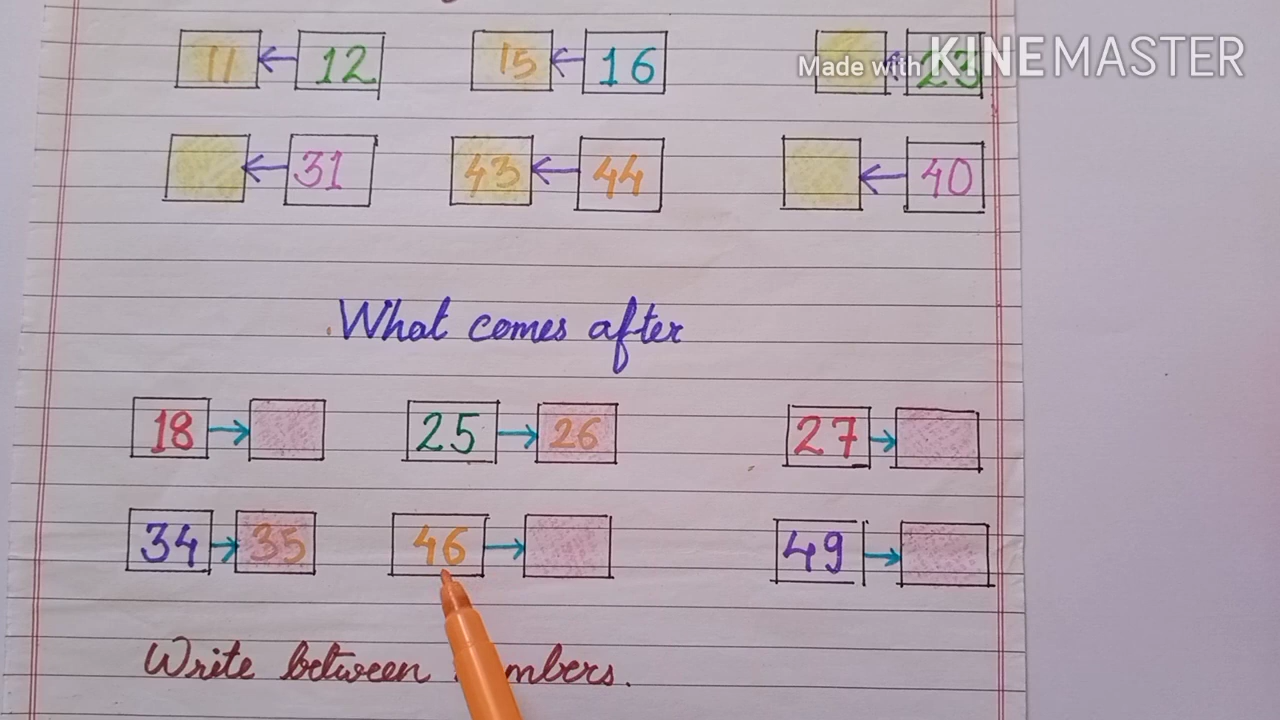 11 12 15 16 23
Made with KINEMASTER
31 43 44 40
What comes after
18 25 26 27
34 35 46 49
Write between